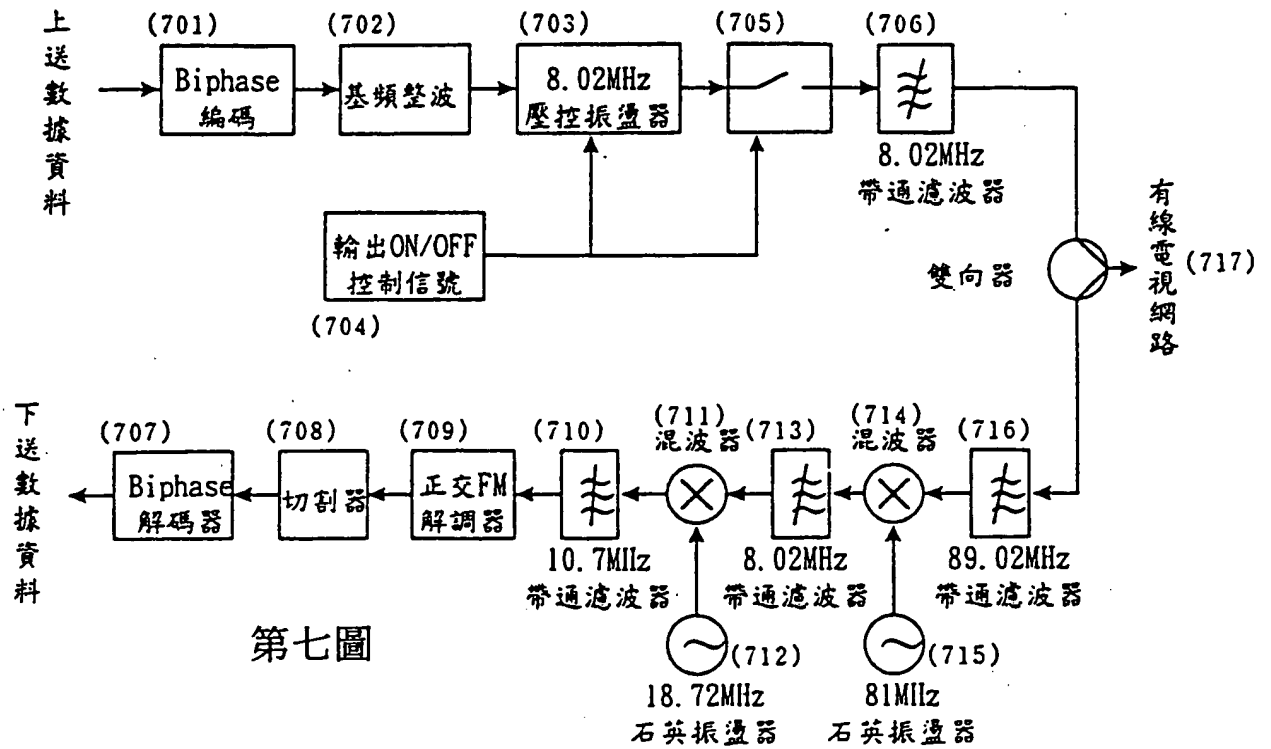 上送數據資料
(701)
Biphase
編碼
(702)
基頻整波
(703)
8.02MHz
壓控振盪器
(705)
(706)
8.02MHz
帶通濾波器
輸出ON/OFF
控制信號
(704)
雙向器
有線電視網路
(717)
下送數據資料
(707)
Biphase
解碼器
(708)
切割器
(709)
正交FM
解調器
(710)
10.7MHz
帶通濾波器
(711)
混波器
(713)
8.02MHz
帶通濾波器
(714)
混波器
(716)
89.02MHz
帶通濾波器
(712)
18.72MHz
石英振盪器
(715)
81MHz
石英振盪器
第七圖